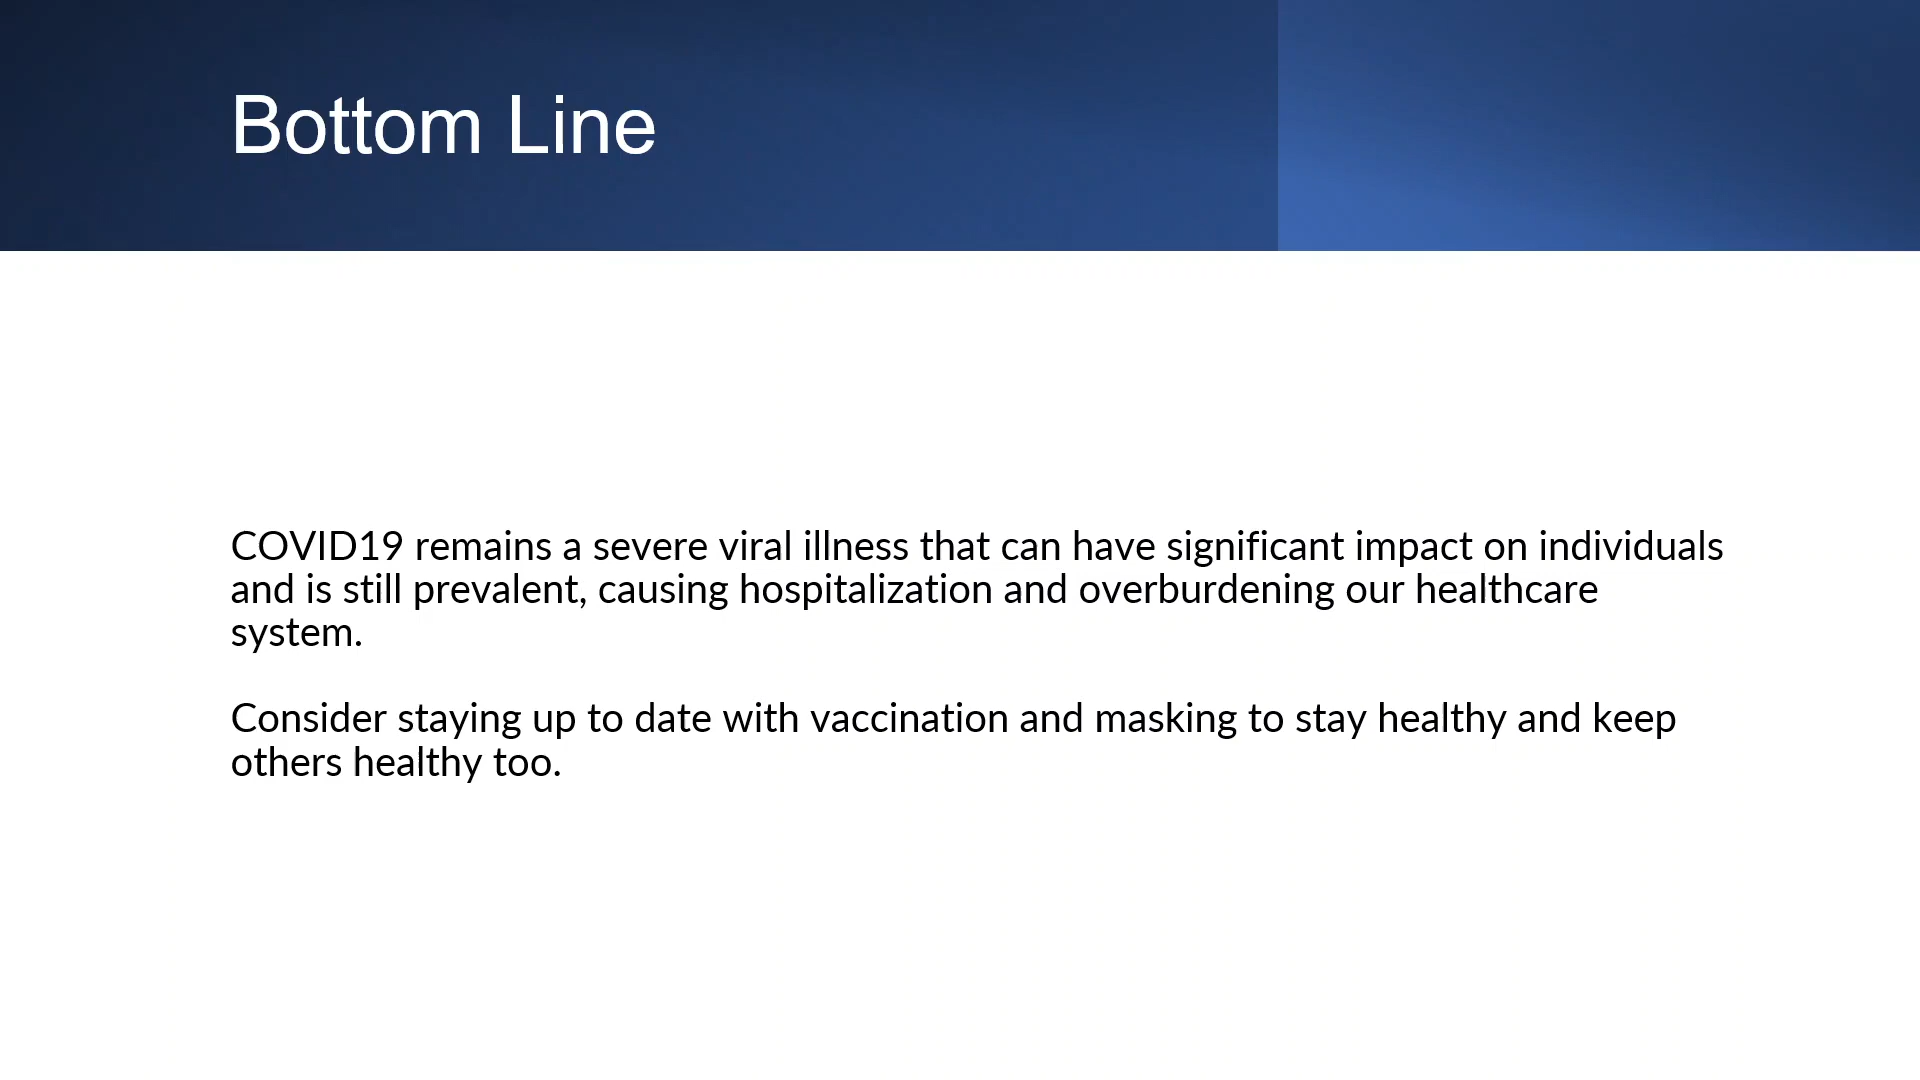 Bottom Line
COVID19 remains a severe viral illness that can have significant impact on individuals
and is still prevalent, causing hospitalization and overburdening our healthcare
system.
Consider staying up to date with vaccination and masking to stay healthy and keep
others healthy too.